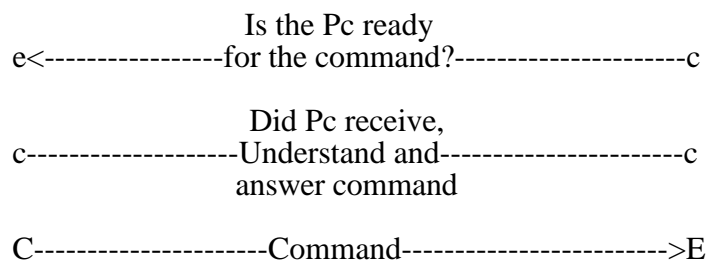 Is the Pc ready
e<-----------------for the command?----------------------c
Did Pc receive,
c--------------------Understand and-----------------------c
answer command
C----------------------Command------------------------->E